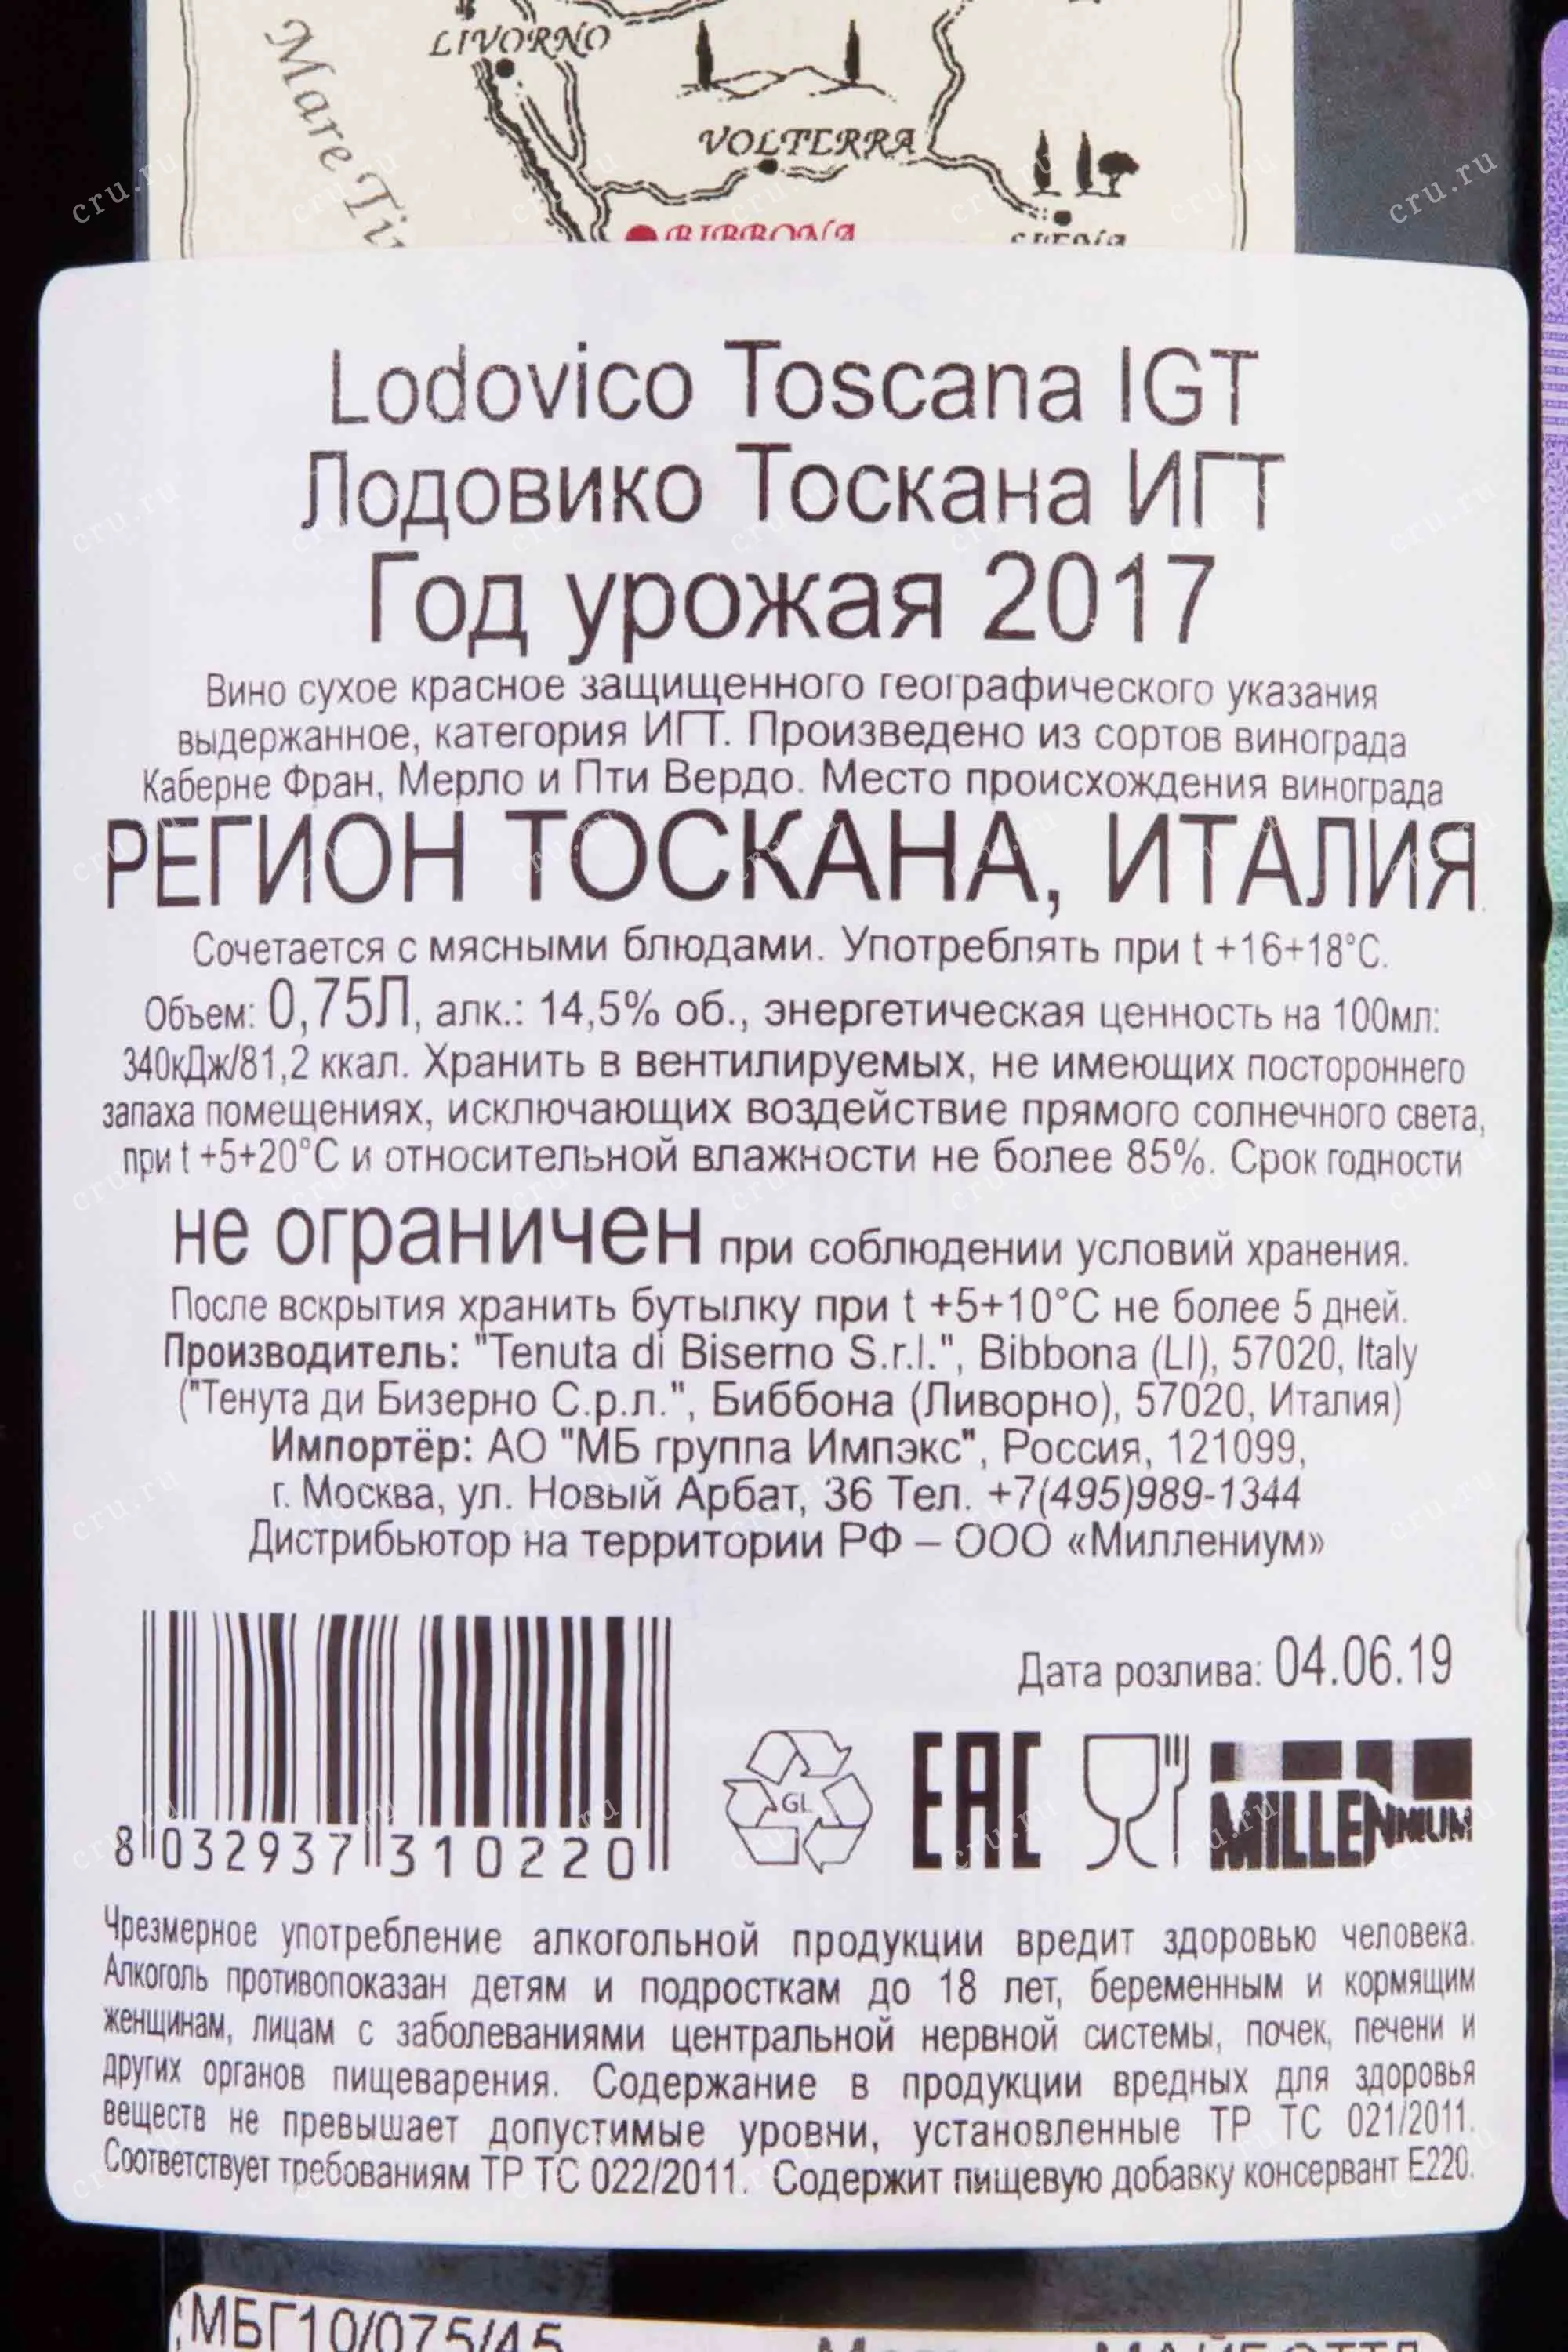 LIVORNO
Mare Ti
VOLTERRA
BIBBONA
SIENA
Lodovico Toscana IGT
Лодовико Тоскана ИГТ
Год урожая 2017
Вино сухое красное защищенного географического указания
выдержанное, категория ИГТ. Произведено из сортов винограда
Каберне Фран, Мерло и Пти Вердо. Место происхождения винограда
РЕГИОН ТОСКАНА, ИТАЛИЯ.
Сочетается с мясными блюдами. Употреблять при t +16+18°C.
Объем: 0,75Л, алк.: 14,5% об., энергетическая ценность на 100мл:
340кДж/81,2 ккал. Хранить в вентилируемых, не имеющих постороннего
запаха помещениях, исключающих воздействие прямого солнечного света,
при t +5+20°C и относительной влажности не более 85%. Срок годности
не ограничен при соблюдении условий хранения.
После вскрытия хранить бутылку при t +5+10°C не более 5 дней.
Производитель: "Tenuta di Biserno S.r.l.", Bibbona (LI), 57020, Italy
("Тенута ди Бизерно С.р.л.", Биббона (Ливорно), 57020, Италия)
Импортёр: АО "МБ группа Импэкс", Россия, 121099,
г. Москва, ул. Новый Арбат, 36 Тел. +7(495)989-1344
Дистрибьютор на территории РФ – ООО «Миллениум»
Дата розлива: 04.06.19
8 032937 310220
GL
EAC
MILLENNIUM
Чрезмерное употребление алкогольной продукции вредит здоровью человека.
Алкоголь противопоказан детям и подросткам до 18 лет, беременным и кормящим
женщинам, лицам с заболеваниями центральной нервной системы, почек, печени и
других органов пищеварения. Содержание в продукции вредных для здоровья
веществ не превышает допустимые уровни, установленные ТР ТС 021/2011.
Соответствует требованиям ТР ТС 022/2011. Содержит пищевую добавку консервант Е220.
МБГ10/075/45
cru.ru